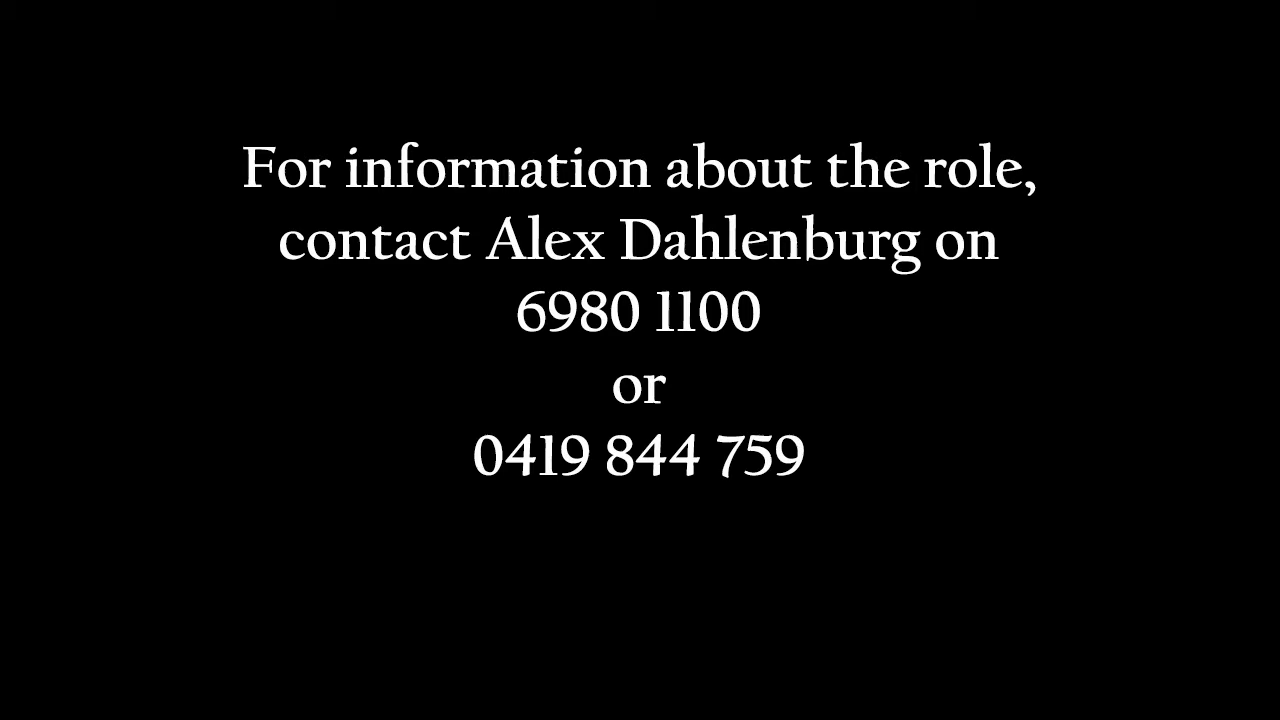 For information about the role,
contact Alex Dahlenburg on
6980 1100
or
0419 844 759